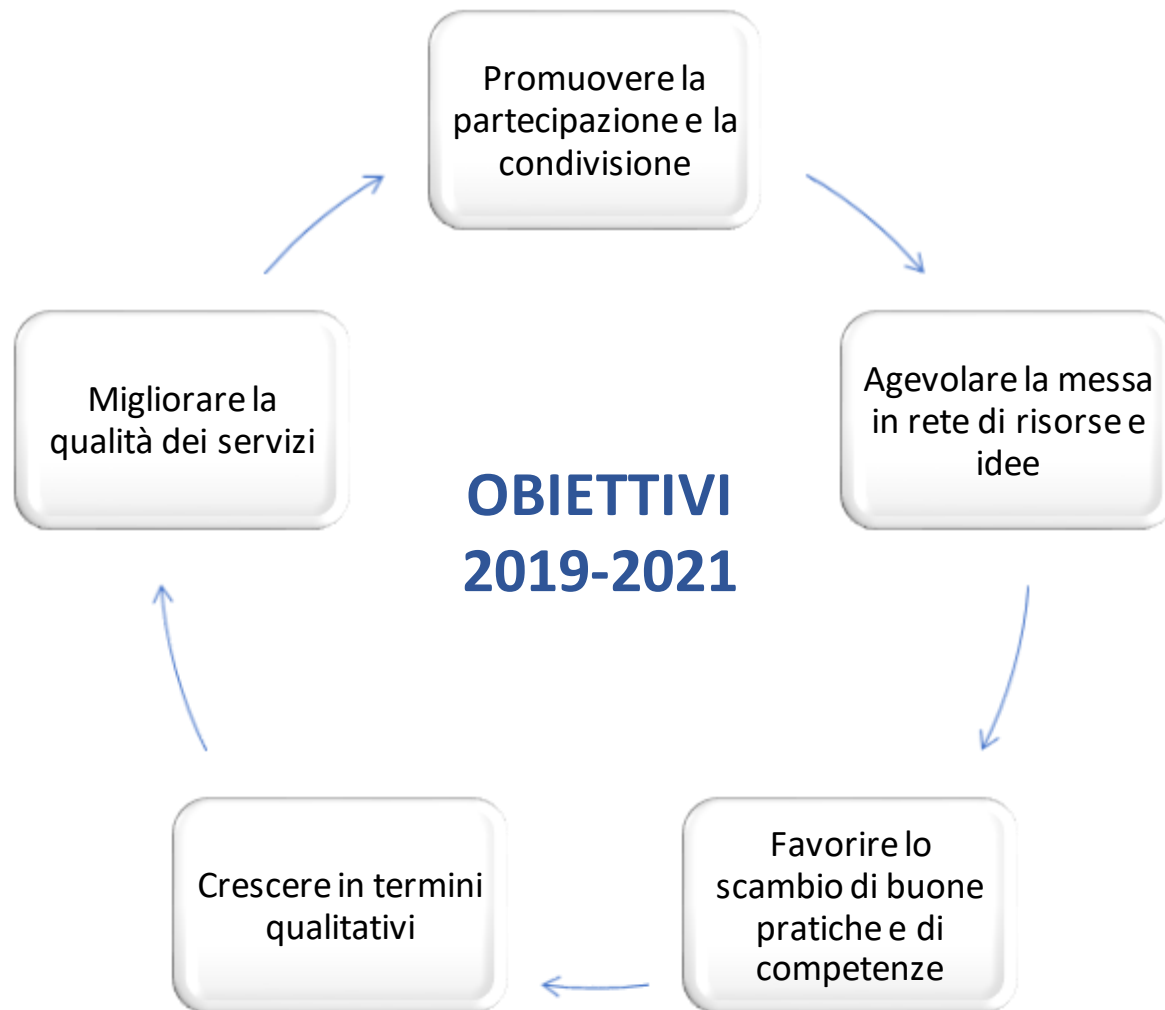 Promuovere la
partecipazione e la
condivisione
Agevolare la messa
in rete di risorse e
idee
Favorire lo
scambio di buone
pratiche e di
competenze
Crescere in termini
qualitativi
Migliorare la
qualità dei servizi
OBIETTIVI
2019-2021